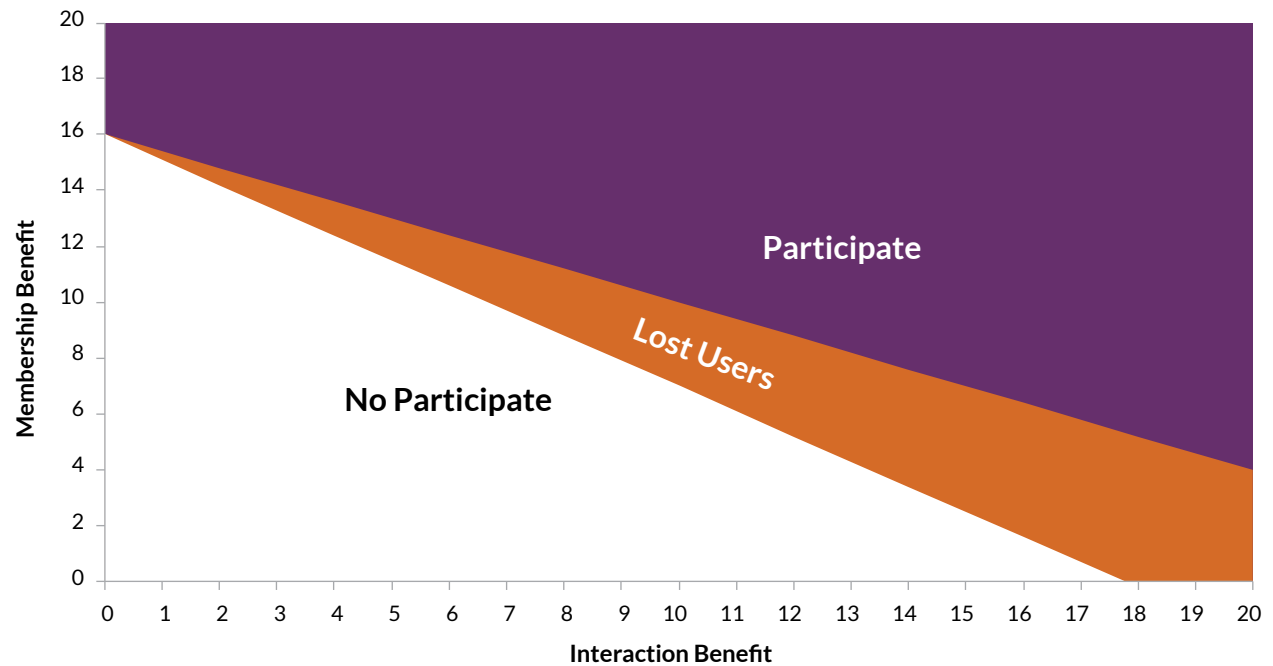 20
18
16
14
12
10
8
6
4
2
0
Membership Benefit
Participate
Lost Users
No Participate
0 1 2 3 4 5 6 7 8 9 10 11 12 13 14 15 16 17 18 19 20
Interaction Benefit